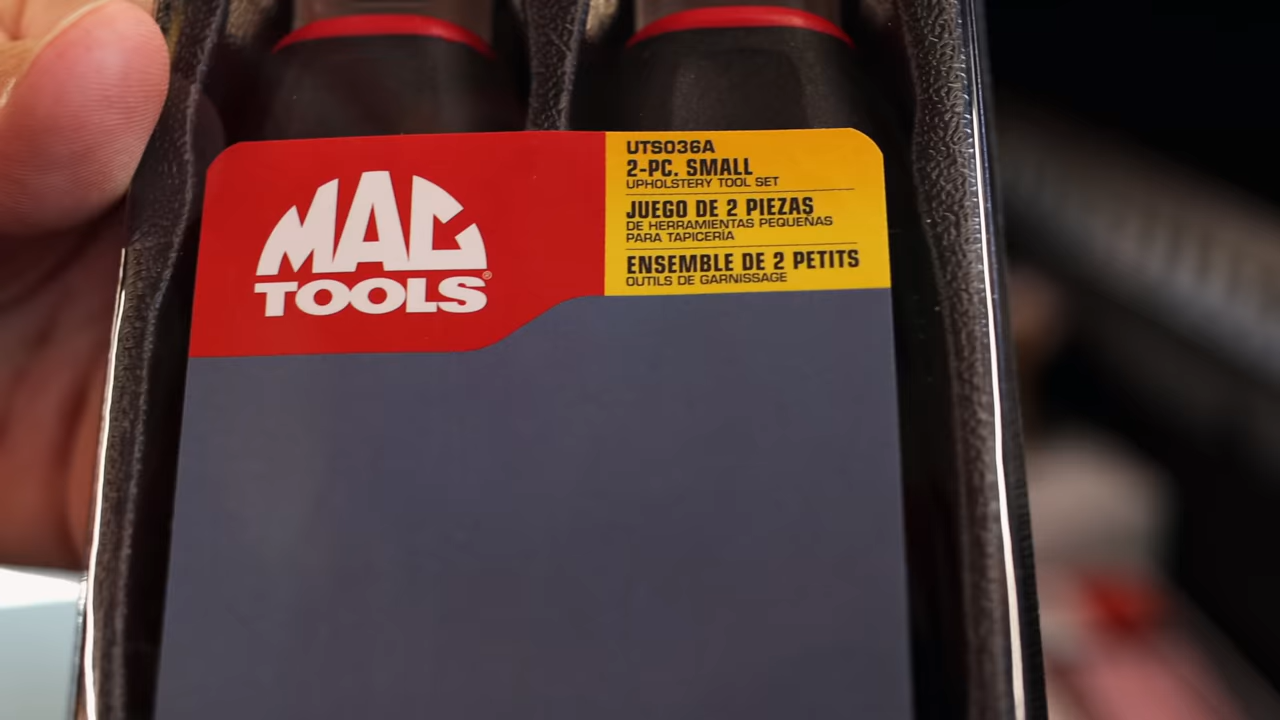 MAC
TOOLS®
UTS036A
2-PC. SMALL
UPHOLSTERY TOOL SET
JUEGO DE 2 PIEZAS
DE HERRAMIENTAS PEQUEÑAS
PARA TAPICERÍA
ENSEMBLE DE 2 PETITS
OUTILS DE GARNISSAGE